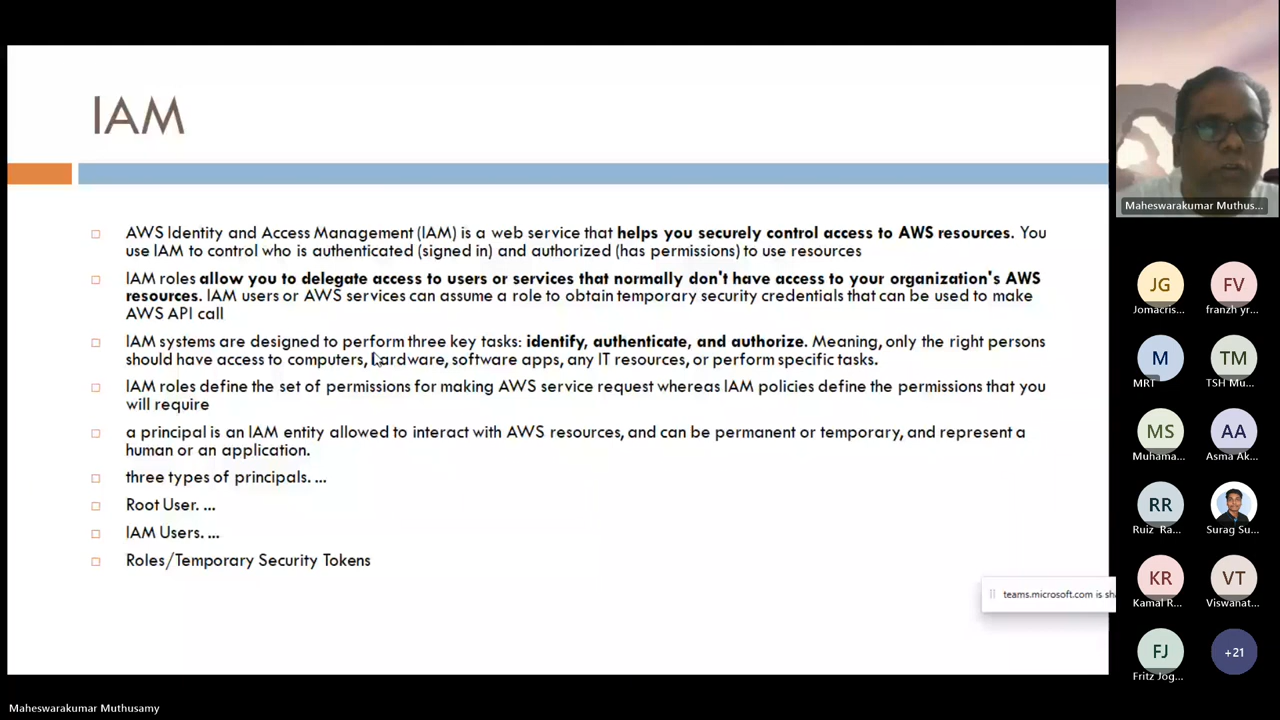 IAM
AWS Identity and Access Management (IAM) is a web service that helps you securely control access to AWS resources. You
use IAM to control who is authenticated (signed in) and authorized (has permissions) to use resources
IAM roles allow you to delegate access to users or services that normally don't have access to your organization's AWS
resources. IAM users or AWS services can assume a role to obtain temporary security credentials that can be used to make
AWS API call
IAM systems are designed to perform three key tasks: identify, authenticate, and authorize. Meaning, only the right persons
should have access to computers, hardware, software apps, any IT resources, or perform specific tasks.
IAM roles define the set of permissions for making AWS service request whereas IAM policies define the permissions that you
will require
a principal is an IAM entity allowed to interact with AWS resources, and can be permanent or temporary, and represent a
human or an application.
three types of principals. ...
Root User. ...
IAM Users. ...
Roles/Temporary Security Tokens
teams.microsoft.com is sh
Maheswarakumar Muthus...
JG
Jomacris...
FV
franzh yr...
M
MRT
TM
TSH Mu...
MS
Muhama...
AA
Asma Ak...
RR
Ruiz Ra...
Surag Su...
KR
Kamal R...
VT
Viswanat...
FJ
Fritz Jog...
+21
Maheswarakumar Muthusamy